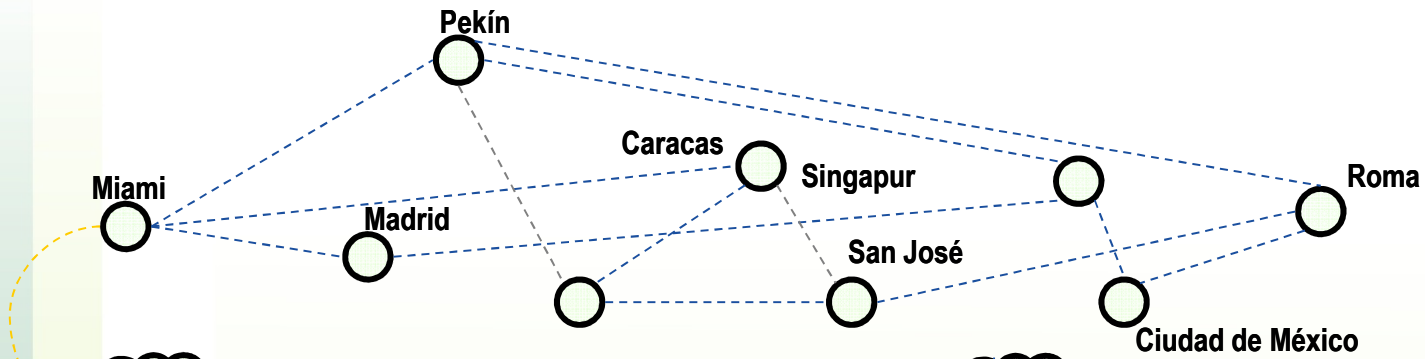 Pekín
Caracas
Singapur
Roma
Miami
Madrid
San José
Ciudad de México